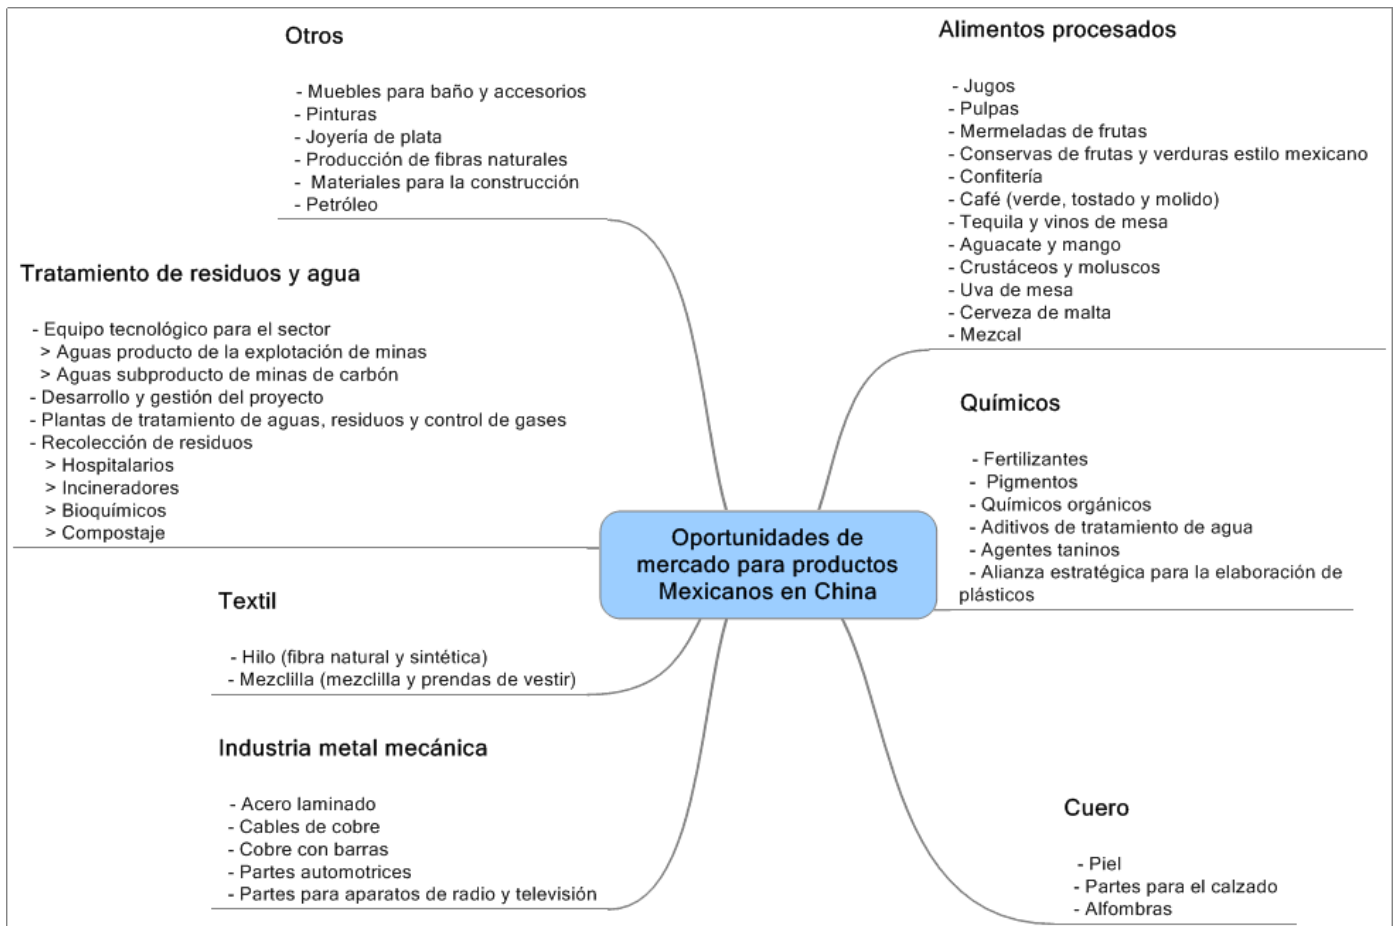 Otros
- Muebles para baño y accesorios
- Pinturas
- Joyería de plata
- Producción de fibras naturales
- Materiales para la construcción
- Petróleo
Tratamiento de residuos y agua
- Equipo tecnológico para el sector
> Aguas producto de la explotación de minas
> Aguas subproducto de minas de carbón
- Desarrollo y gestión del proyecto
- Plantas de tratamiento de aguas, residuos y control de gases
- Recolección de residuos
> Hospitalarios
> Incineradores
> Bioquímicos
> Compostaje
Textil
- Hilo (fibra natural y sintética)
- Mezclilla (mezclilla y prendas de vestir)
Industria metal mecánica
- Acero laminado
- Cables de cobre
- Cobre con barras
- Partes automotrices
- Partes para aparatos de radio y televisión
Oportunidades de
mercado para productos
Mexicanos en China
Alimentos procesados
- Jugos
- Pulpas
- Mermeladas de frutas
- Conservas de frutas y verduras estilo mexicano
- Confitería
- Café (verde, tostado y molido)
- Tequila y vinos de mesa
- Aguacate y mango
- Crustáceos y moluscos
- Uva de mesa
- Cerveza de malta
- Mezcal
Químicos
- Fertilizantes
- Pigmentos
- Químicos orgánicos
- Aditivos de tratamiento de agua
- Agentes taninos
- Alianza estratégica para la elaboración de
plásticos
Cuero
- Piel
- Partes para el calzado
- Alfombras